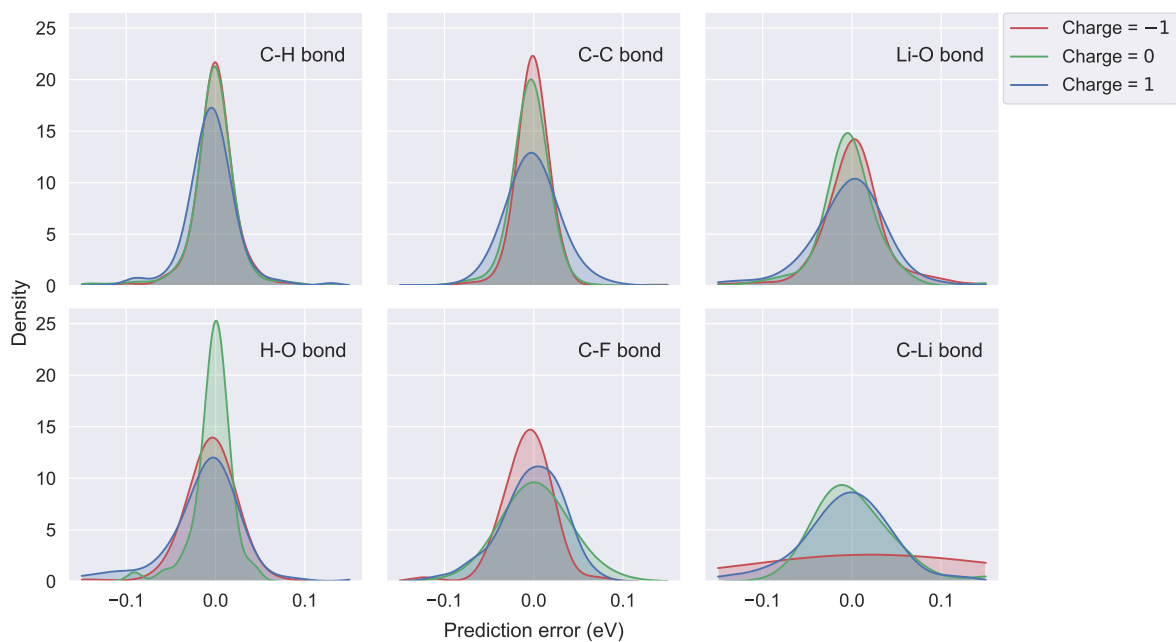 25
20
15
10
5
0
C-H bond
C-C bond
Li-O bond
Charge = −1
Charge = 0
Charge = 1
Density
25
20
15
10
5
0
H-O bond
C-F bond
C-Li bond
−0.1 0.0 0.1
−0.1 0.0 0.1
−0.1 0.0 0.1
Prediction error (eV)